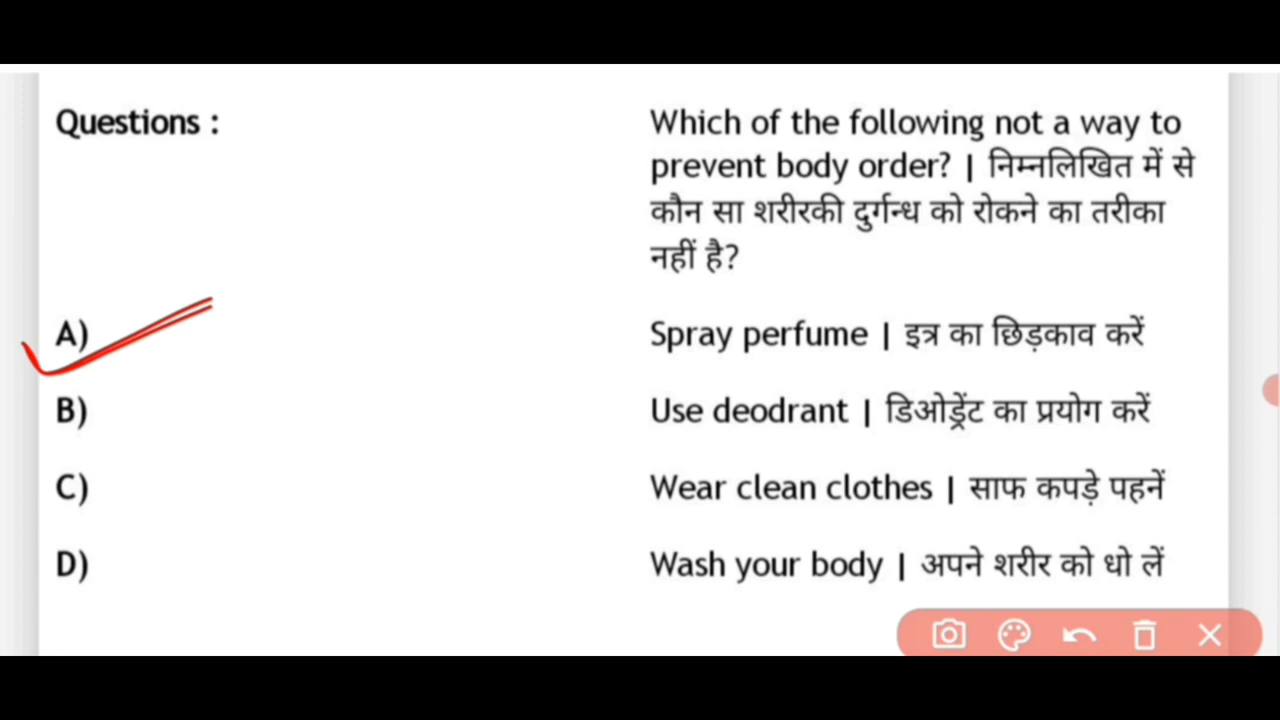 Questions :
Which of the following not a way to
prevent body order? | निम्नलिखित में से
कौन सा शरीरकी दुर्गन्ध को रोकने का तरीका
नहीं है?
A) Spray perfume | इत्र का छिड़काव करें
B) Use deodrant | डिओड्रेंट का प्रयोग करें
C) Wear clean clothes | साफ कपड़े पहनें
D) Wash your body | अपने शरीर को धो लें